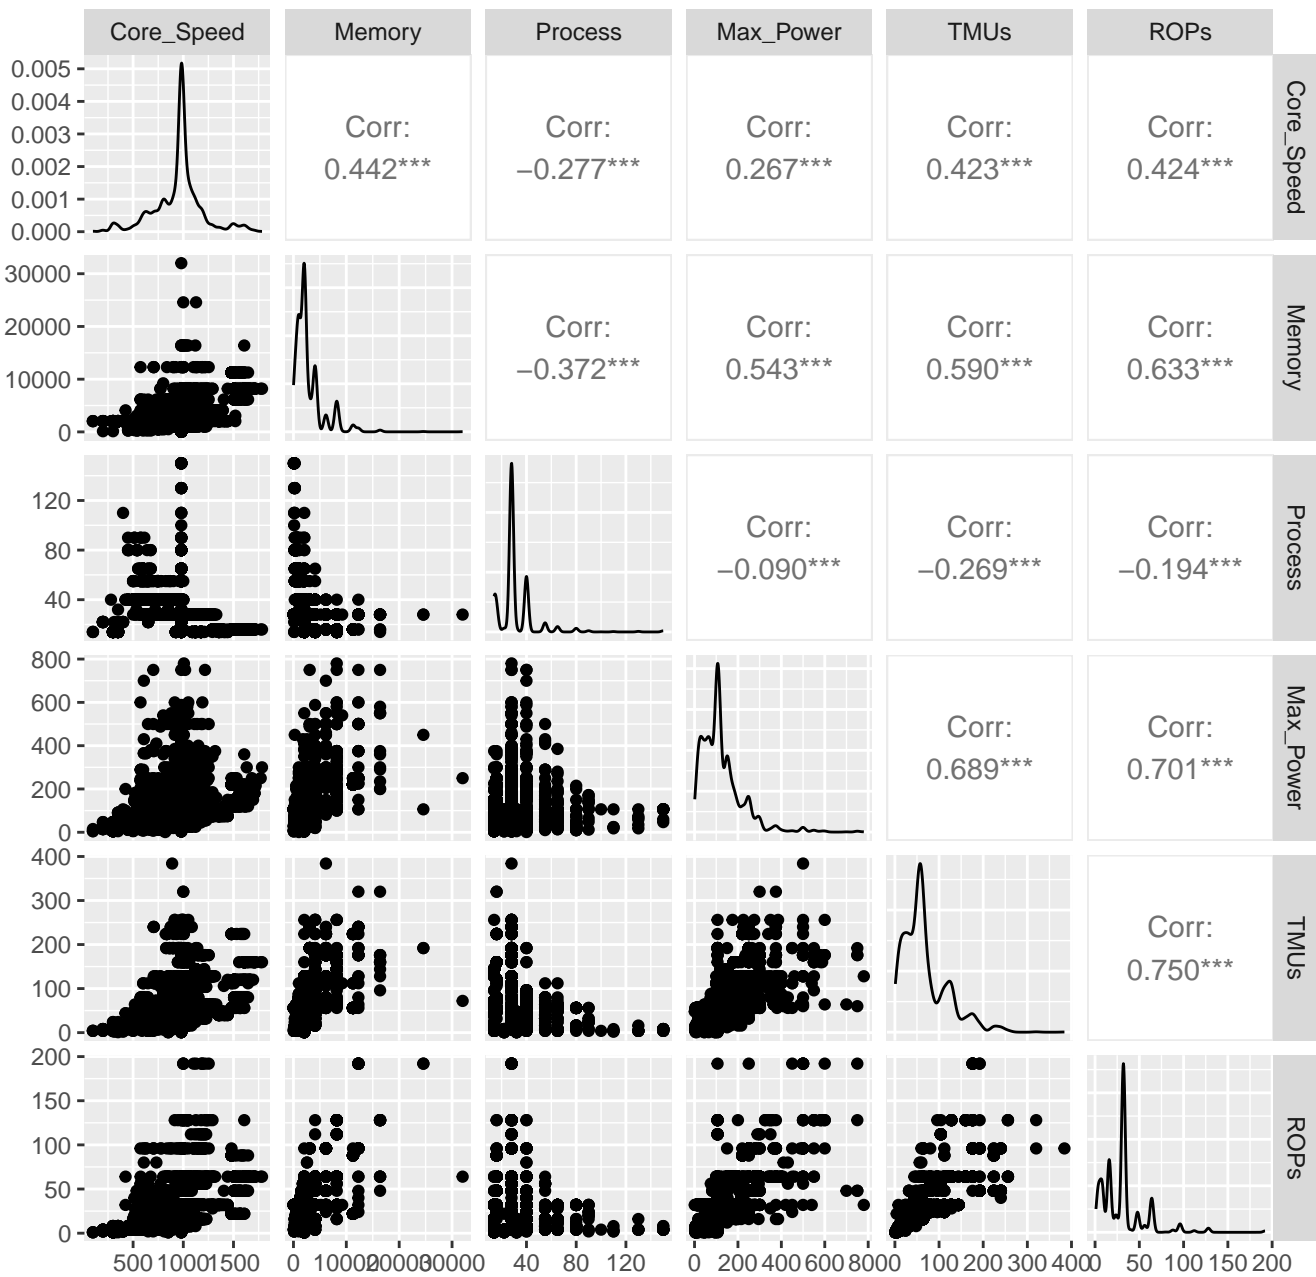 Core_Speed Memory Process Max_Power TMUs ROPs
0.005
0.004
0.003
0.002
0.001
0.000
Corr:
0.442***
Corr:
−0.277***
Corr:
0.267***
Corr:
0.423***
Corr:
0.424***
Core_Speed
30000
20000
10000
0
Corr:
−0.372***
Corr:
0.543***
Corr:
0.590***
Corr:
0.633***
Memory
120
80
40
Corr:
−0.090***
Corr:
−0.269***
Corr:
−0.194***
Process
800
600
400
200
0
Corr:
0.689***
Corr:
0.701***
Max_Power
400
300
200
100
0
Corr:
0.750***
TMUs
200
150
100
50
0
ROPs
500 1000 1500 0 10000 20000 30000 40 80 120 0 200 400 600 800 0 100 200 300 400 0 50 100 150 200